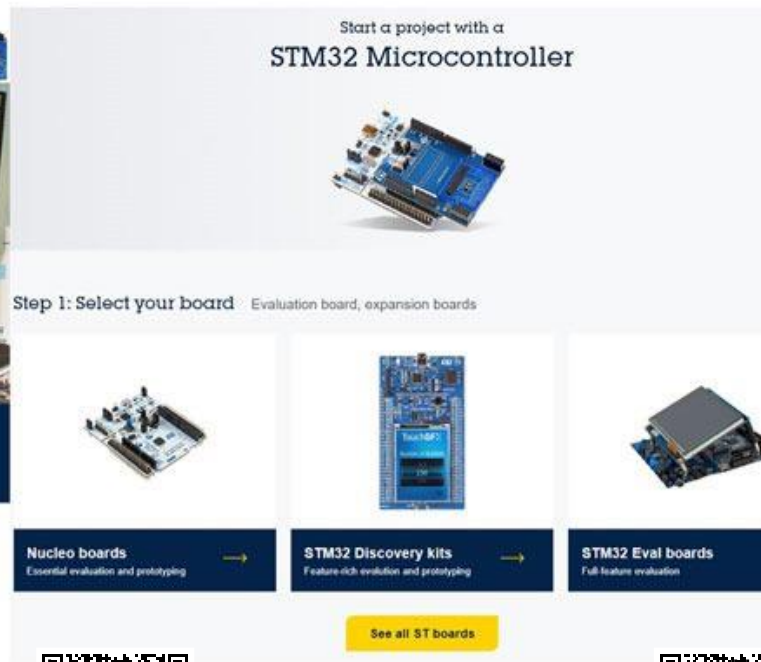 Start a project with a
STM32 Microcontroller
Step 1: Select your board Evaluation board, expansion boards
TouchGFX
Nucleo boards
Essential evaluation and prototyping
STM32 Discovery kits
Feature-rich evolution and prototyping
STM32 Eval boards
Full-feature evaluation
See all ST boards